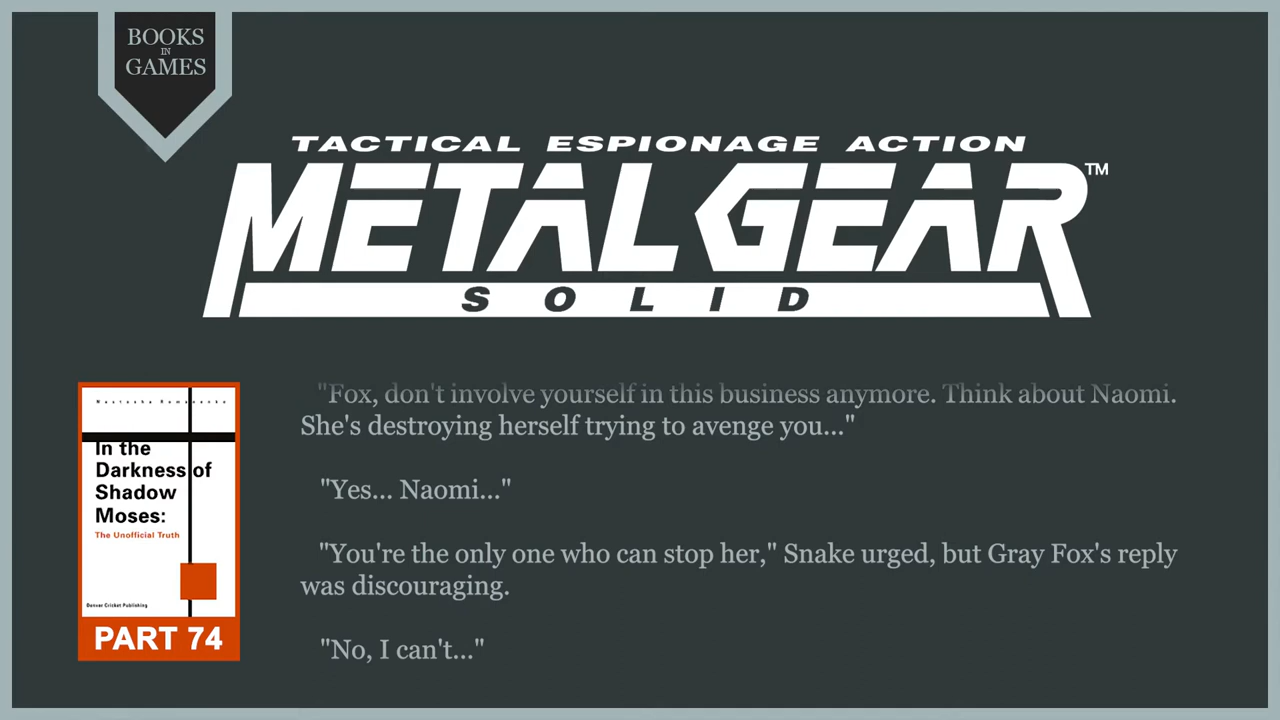 BOOKS
IN
GAMES
TACTICAL ESPIONAGE ACTION
METAL GEAR™
SOLID
Nastasha Romanenko
In the
Darkness of
Shadow
Moses:
The Unofficial Truth
Denver Cricket Publishing
PART 74
"Fox, don't involve yourself in this business anymore. Think about Naomi.
She's destroying herself trying to avenge you..."
"Yes... Naomi..."
"You're the only one who can stop her," Snake urged, but Gray Fox's reply
was discouraging.
"No, I can't..."